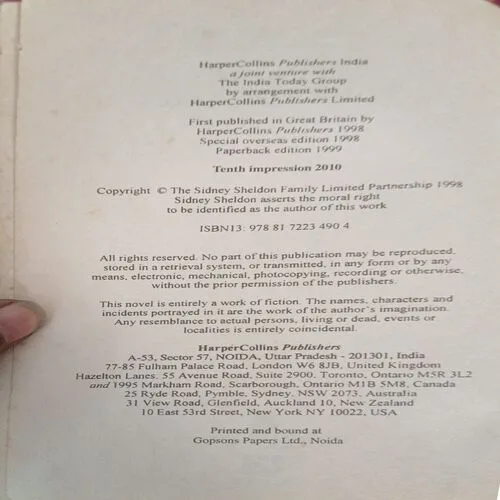 HarperCollins Publishers India
a joint venture with
The India Today Group
by arrangement with
HarperCollins Publishers Limited
First published in Great Britain by
HarperCollins Publishers 1998
Special overseas edition 1998
Paperback edition 1999
Tenth impression 2010
Copyright © The Sidney Sheldon Family Limited Partnership 1998
Sidney Sheldon asserts the moral right
to be identified as the author of this work
ISBN13: 978 81 7223 490 4
All rights reserved. No part of this publication may be reproduced,
stored in a retrieval system, or transmitted, in any form or by any
means, electronic, mechanical, photocopying, recording or otherwise,
without the prior permission of the publishers.
This novel is entirely a work of fiction. The names, characters and
incidents portrayed in it are the work of the author's imagination.
Any resemblance to actual persons, living or dead, events or
localities is entirely coincidental.
HarperCollins Publishers
A-53, Sector 57, NOIDA, Uttar Pradesh - 201301, India
77-85 Fulham Palace Road, London W6 8JB, United Kingdom
Hazelton Lanes, 55 Avenue Road, Suite 2900, Toronto, Ontario M5R 3L2
and 1995 Markham Road, Scarborough, Ontario M1B 5M8, Canada
25 Ryde Road, Pymble, Sydney, NSW 2073, Australia
31 View Road, Glenfield, Auckland 10, New Zealand
10 East 53rd Street, New York NY 10022, USA
Printed and bound at
Gopsons Papers Ltd., Noida